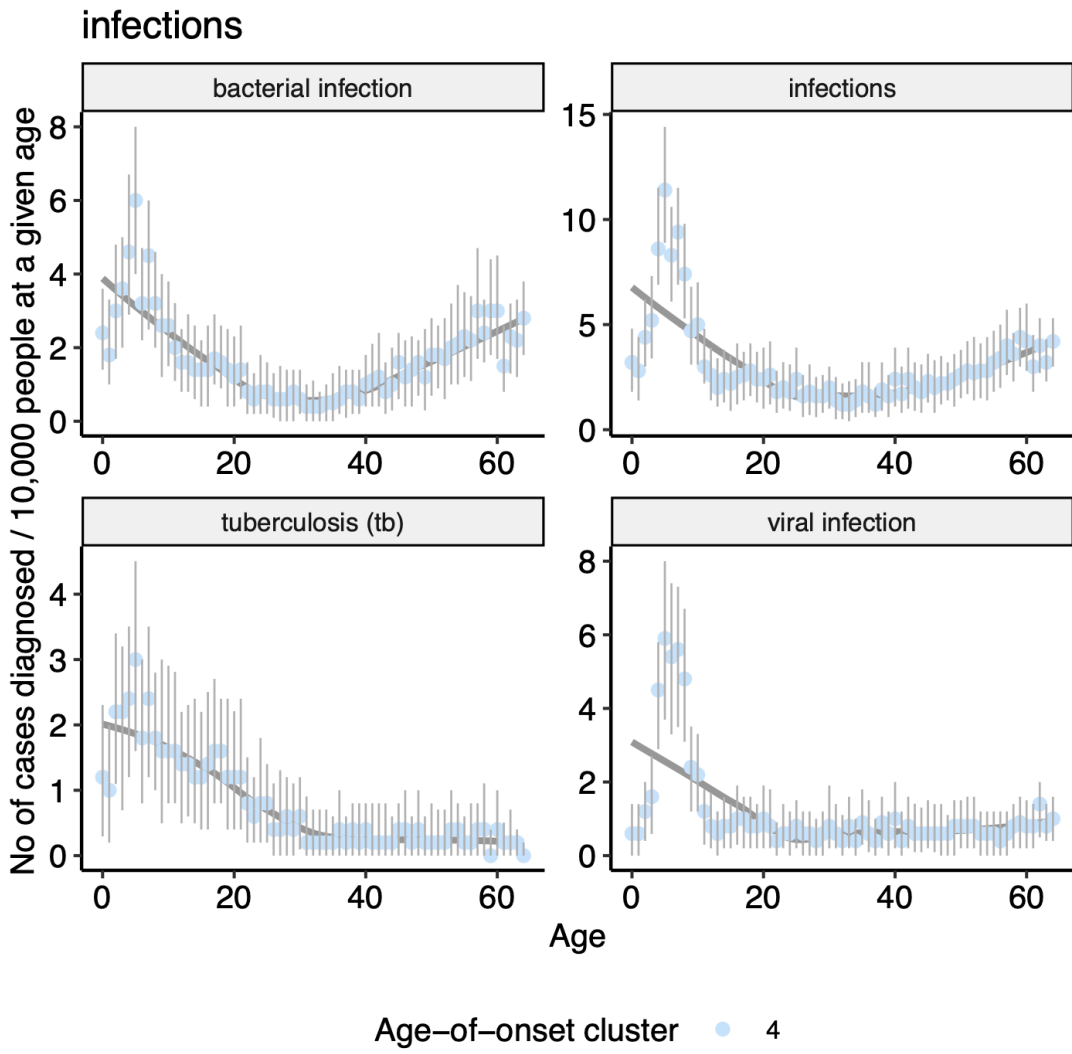 infections
bacterial infection
infections
No of cases diagnosed / 10,000 people at a given age
8
6
4
2
0
0 20 40 60
15
10
5
0
0 20 40 60
tuberculosis (tb)
viral infection
4
3
2
1
0
0 20 40 60
8
6
4
2
0
0 20 40 60
Age
Age−of−onset cluster 4